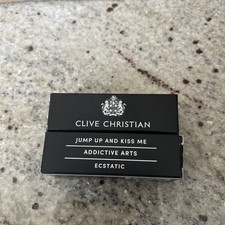 CLIVE CHRISTIAN
JUMP UP AND KISS ME
ADDICTIVE ARTS
ECSTATIC